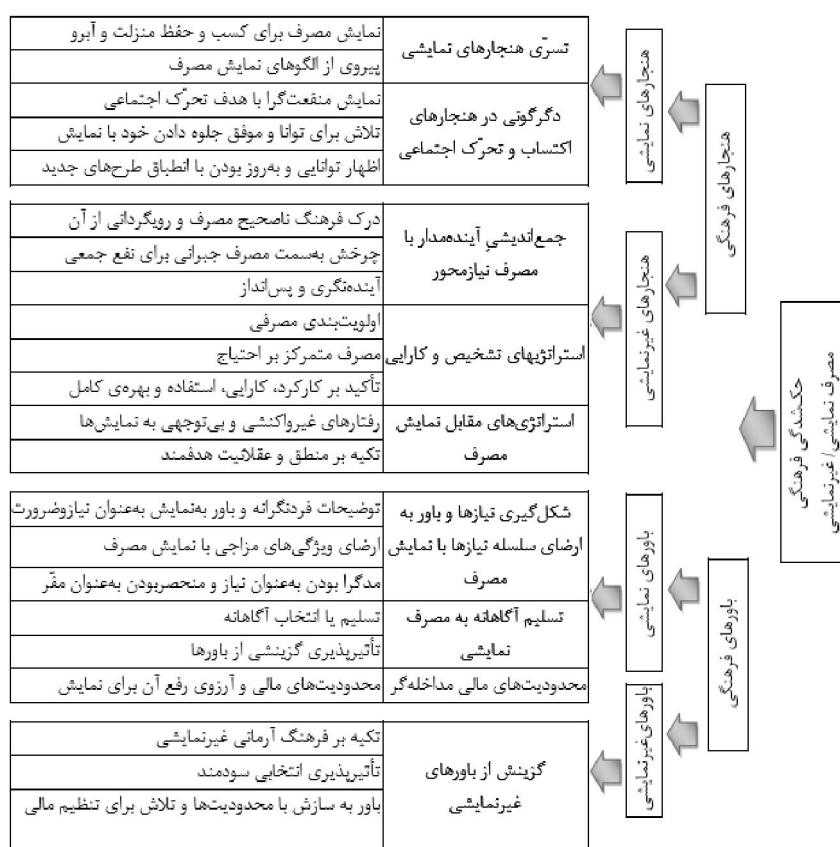 حک‌شدگی فرهنگی
مصرف نمایشی/ غیرنمایشی
هنجارهای فرهنگی
هنجارهای نمایشی
تسرّی هنجارهای نمایشی
نمایش مصرف برای کسب و حفظ منزلت و آبرو
پیروی از الگوهای نمایش مصرف
دگرگونی در هنجارهای
اکتساب و تحرّک اجتماعی
نمایش منفعت‌گرا با هدف تحرّک اجتماعی
تلاش برای توانا و موفق جلوه دادن خود با نمایش
اظهار توانایی و به‌روز بودن با انطباق طرح‌های جدید
هنجارهای غیرنمایشی
جمع‌اندیشیِ آینده‌مدار با
مصرف نیازمحور
درک فرهنگ ناصحیح مصرف و رویگردانی از آن
چرخش به‌سمت مصرف جبرانی برای نفع جمعی
آینده‌نگری و پس‌انداز
استراتژیهای تشخیص و کارایی
اولویت‌بندی مصرفی
مصرف متمرکز بر احتیاج
تأکید بر کارکرد، کارایی، استفاده و بهره‌ی کامل
استراتژی‌های مقابل نمایش
مصرف
رفتارهای غیرواکنشی و بی‌توجهی به نمایش‌ها
تکیه بر منطق و عقلانیت هدفمند
باورهای فرهنگی
باورهای نمایشی
شکل‌گیری نیازها و باور به
ارضای سلسله نیازها با نمایش
مصرف
توضیحات فردنگرانه و باور به‌نمایش به‌عنوان نیازوضرورت
ارضای ویژگی‌های مزاجی با نمایش مصرف
مدگرا بودن به‌عنوان نیاز و منحصربودن به‌عنوان مفّر
تسلیم آگاهانه به مصرف
نمایشی
تسلیم یا انتخاب آگاهانه
تأثیرپذیری گزینشی از باورها
محدودیت‌های مالی مداخله‌گر
محدودیت‌های مالی و آرزوی رفع آن برای نمایش
باورهای‌غیرنمایشی
گزینش از باورهای
غیرنمایشی
تکیه بر فرهنگ آرمانی غیرنمایشی
تأثیرپذیری انتخابی سودمند
باور به سازش با محدودیت‌ها و تلاش برای تنظیم مالی